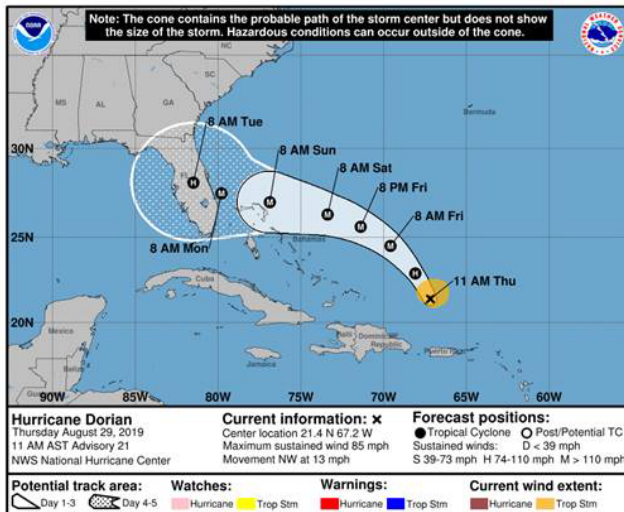 Note: The cone contains the probable path of the storm center but does not show
the size of the storm. Hazardous conditions can occur outside of the cone.
NC
SC
MS
AL
GA
Bermuda
8 AM Tue
30N
8 AM Sun
8 AM Sat
8 PM Fri
H
M
M
M
M
8 AM Fri
M
25N
8 AM Mon
Bahamas
H
11 AM Thu
Cuba
20N
Mexico
Haiti
Dominican
Republic
Puerto Rico
Jamaica
Belize
90W
85W
80W
75W
70W
65W
60W
Hurricane Dorian
Thursday August 29, 2019
11 AM AST Advisory 21
NWS National Hurricane Center
Current information: ×
Center location 21.4 N 67.2 W
Maximum sustained wind 85 mph
Movement NW at 13 mph
Forecast positions:
Tropical Cyclone Post/Potential TC
Sustained winds: D < 39 mph
S 39-73 mph H 74-110 mph M > 110 mph
Potential track area:
Day 1-3 Day 4-5
Watches:
Hurricane Trop Stm
Warnings:
Hurricane Trop Stm
Current wind extent:
Hurricane Trop Stm